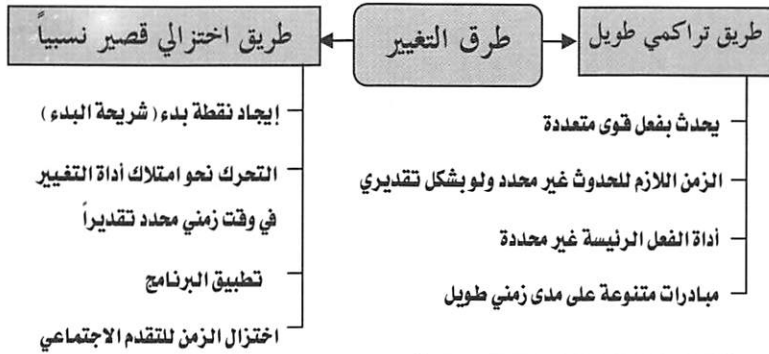 طرق التغيير
طريق تراكمي طويل
يحدث بفعل قوى متعددة
الزمن اللازم للحدوث غير محدد ولو بشكل تقديري
أداة الفعل الرئيسة غير محددة
مبادرات متنوعة على مدى زمني طويل
طريق اختزالي قصير نسبياً
إيجاد نقطة بدء (شريحة البدء)
التحرك نحو امتلاك أداة التغيير
في وقت زمني محدد تقديراً
تطبيق البرنامج
اختزال الزمن للتقدم الاجتماعي